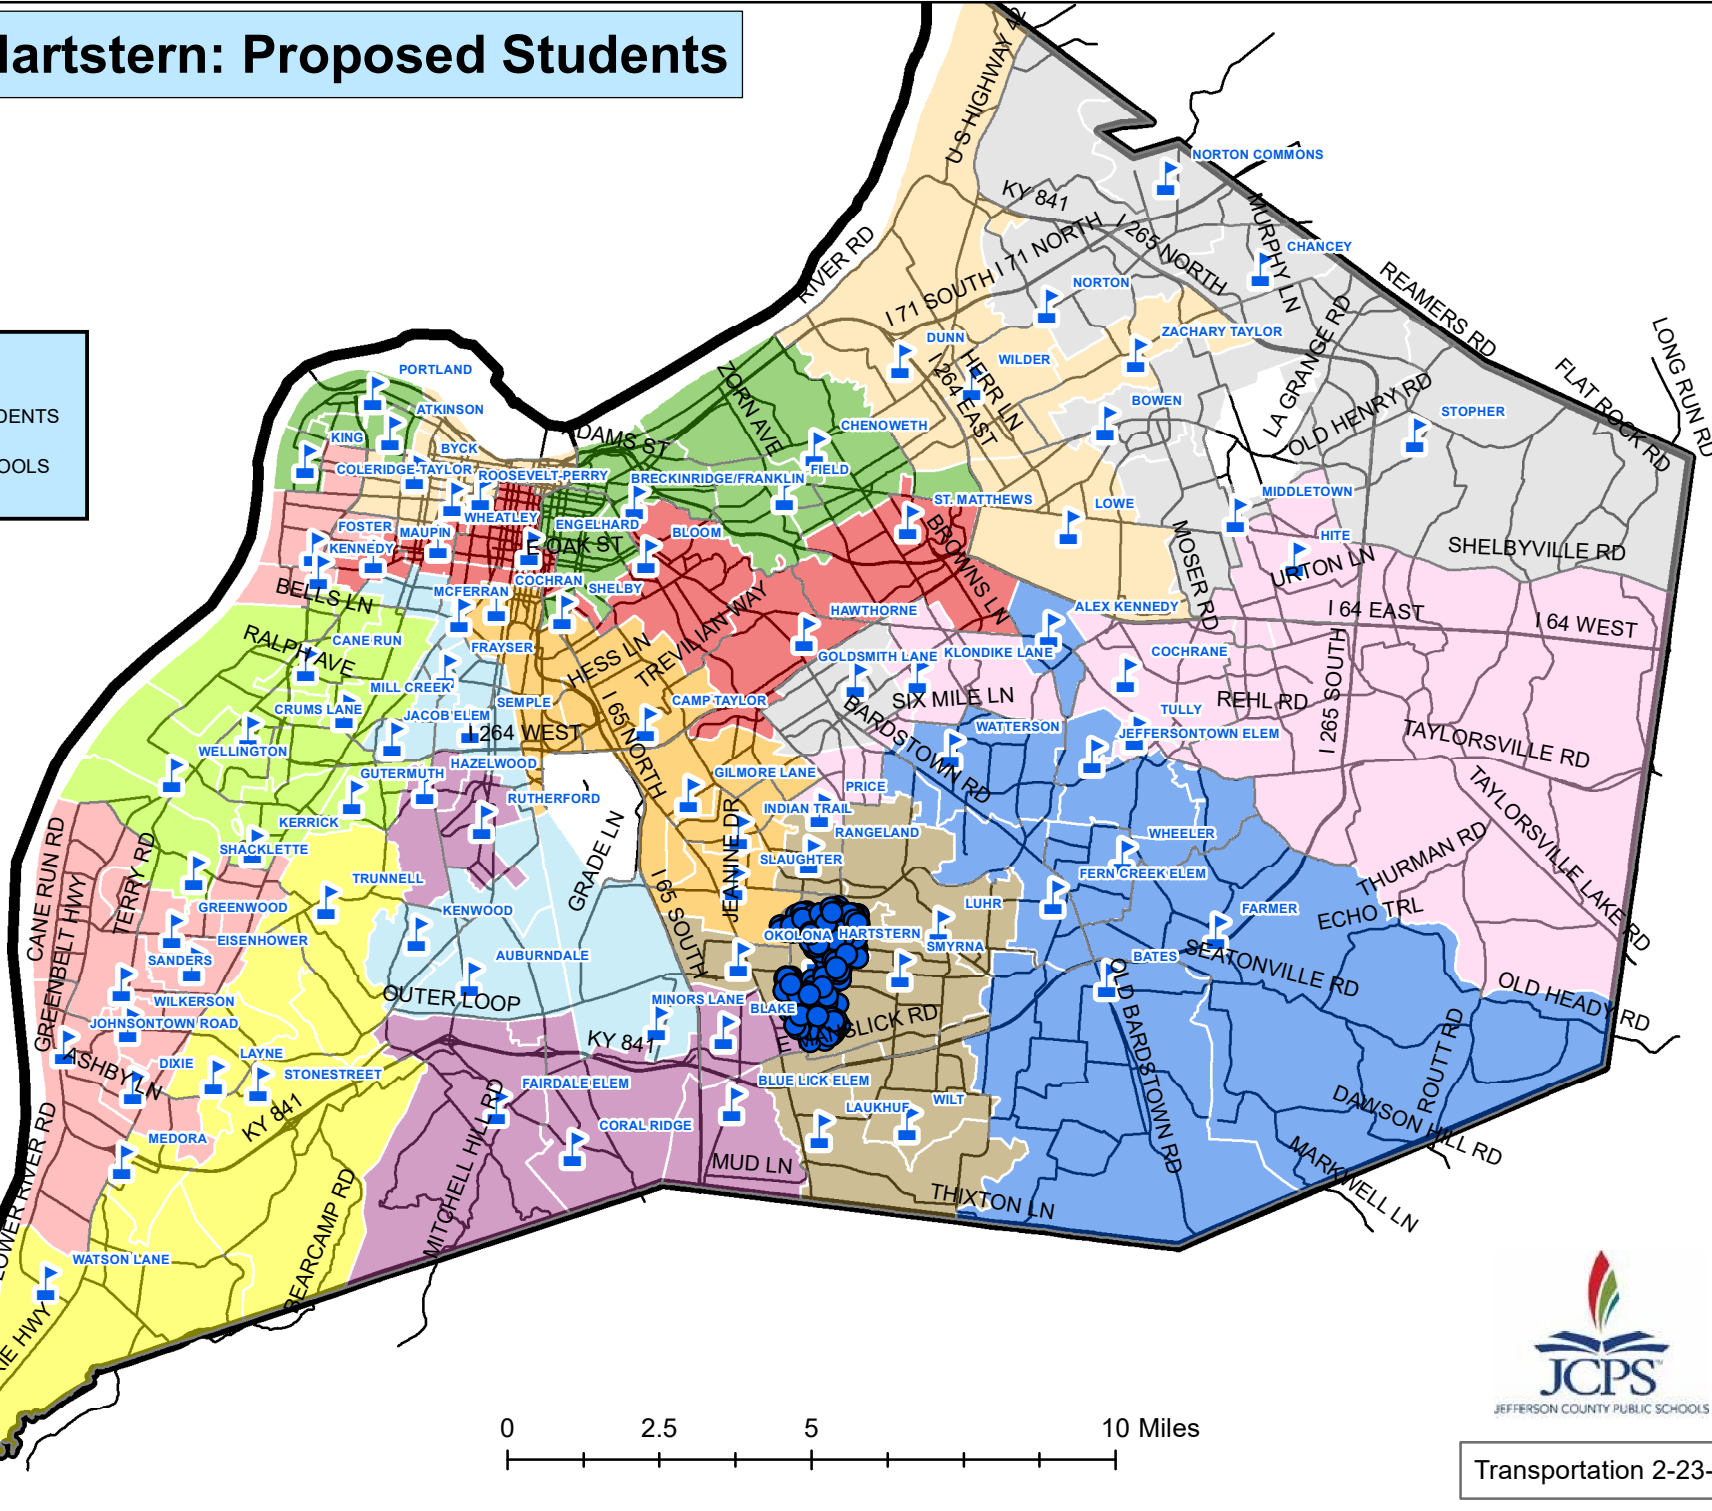 artstern: Proposed Students
DENTS
OOLS
U S HIGHWAY 42
NORTON COMMONS
KY 841
MURPHY LN
CHANCEY
I 265 NORTH
I 71 NORTH
RIVER RD
REAMERS RD
NORTON
I 71 SOUTH
LA GRANGE RD
LONG RUN RD
ZACHARY TAYLOR
DUNN
WILDER
HERR LN
I 264 EAST
FLAT ROCK RD
PORTLAND
ZORN AVE
BOWEN
OLD HENRY RD
STOPHER
ATKINSON
KING
DAMS ST
CHENOWETH
BYCK
COLERIDGE-TAYLOR
ROOSEVELT-PERRY
BRECKINRIDGE/FRANKLIN
FIELD
ST. MATTHEWS
LOWE
MIDDLETOWN
FOSTER
MAUPIN
WHEATLEY
ENGELHARD
BLOOM
BROWNS LN
MOSER RD
HITE
KENNEDY
E OAK ST
SHELBYVILLE RD
URTON LN
BELLS LN
COCHRAN
MCFERRAN
SHELBY
HAWTHORNE
ALEX KENNEDY
I 64 EAST
I 64 WEST
RALPH AVE
CANE RUN
FRAYSER
HESS LN
TREVILIAN WAY
GOLDSMITH LANE
KLONDIKE LANE
COCHRANE
MILL CREEK
SEMPLE
CAMP TAYLOR
SIX MILE LN
REHL RD
I 265 SOUTH
CRUMS LANE
JACOB ELEM
I 264 WEST
I 65 NORTH
BARDSTOWN RD
WATTERSON
TULLY
JEFFERSONTOWN ELEM
TAYLORSVILLE RD
WELLINGTON
GUTERMUTH
HAZELWOOD
GILMORE LANE
PRICE
RUTHERFORD
INDIAN TRAIL
TAYLORSVILLE LAKE RD
KERRICK
RANGELAND
WHEELER
THURMAN RD
CANE RUN RD
TERRY RD
SHACKLETTE
GRADE LN
JEANINE DR
SLAUGHTER
FERN CREEK ELEM
TRUNNELL
I 65 SOUTH
GREENBELT HWY
GREENWOOD
KENWOOD
LUHR
FARMER
ECHO TRL
EISENHOWER
OKOLONA
HARTSTERN
SMYRNA
SANDERS
AUBURNDALE
BATES
SEATONVILLE RD
OLD HEADY RD
WILKERSON
OUTER LOOP
MINORS LANE
BLAKE
JOHNSONTOWN ROAD
KY 841
OLD BARDSTOWN RD
ROUTT RD
ASHBY LN
DIXIE
LAYNE
STONESTREET
FAIRDALE ELEM
BLUE LICK ELEM
WILT
DAWSON HILL RD
KY 841
CORAL RIDGE
MITCHELL HILL RD
MEDORA
MUD LN
MARKWELL LN
LOWER RIVER RD
BEARCAMP RD
THIXTON LN
WATSON LANE
IE HWY
JCPS
JEFFERSON COUNTY PUBLIC SCHOOLS
0 2.5 5 10 Miles
Transportation 2-23-